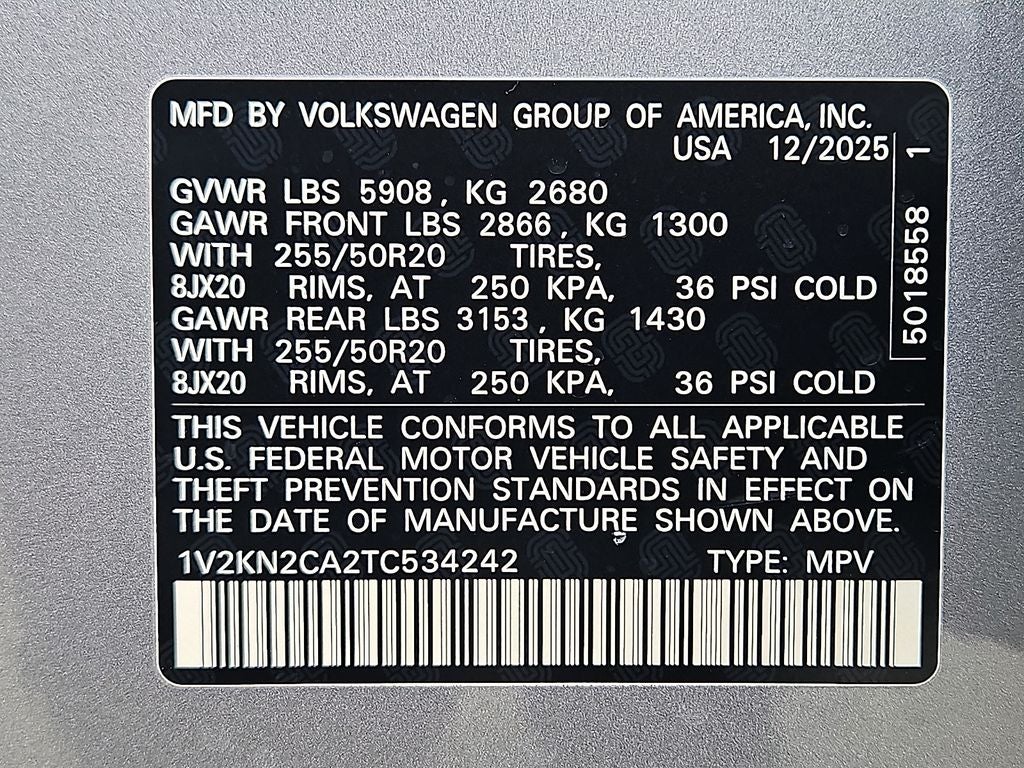 MFD BY VOLKSWAGEN GROUP OF AMERICA, INC.
USA 12/2025
GVWR LBS 5908, KG 2680
GAWR FRONT LBS 2866, KG 1300
WITH 255/50R20 TIRES,
8JX20 RIMS, AT 250 KPA, 36 PSI COLD
GAWR REAR LBS 3153, KG 1430
WITH 255/50R20 TIRES,
8JX20 RIMS, AT 250 KPA, 36 PSI COLD
5018558 1
THIS VEHICLE CONFORMS TO ALL APPLICABLE
U.S. FEDERAL MOTOR VEHICLE SAFETY AND
THEFT PREVENTION STANDARDS IN EFFECT ON
THE DATE OF MANUFACTURE SHOWN ABOVE.
1V2KN2CA2TC534242 TYPE: MPV